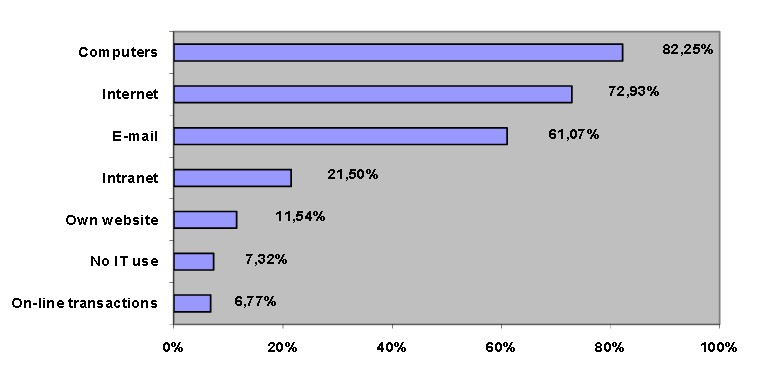 Computers 82,25%
Internet 72,93%
E-mail 61,07%
Intranet 21,50%
Own website 11,54%
No IT use 7,32%
On-line transactions 6,77%
0% 20% 40% 60% 80% 100%